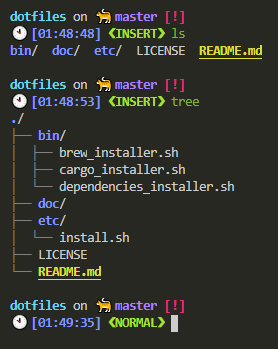 dotfiles on 🐈 master [!]
🕙 [01:48:48] ❮INSERT❯ ls
bin/ doc/ etc/ LICENSE README.md
dotfiles on 🐈 master [!]
🕙 [01:48:53] ❮INSERT❯ tree
./
├── bin/
│   ├── brew_installer.sh
│   ├── cargo_installer.sh
│   └── dependencies_installer.sh
├── doc/
├── etc/
│   └── install.sh
├── LICENSE
└── README.md
dotfiles on 🐈 master [!]
🕙 [01:49:35] ❮NORMAL❯